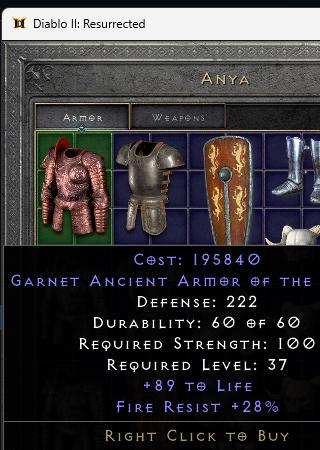 Diablo II: Resurrected
Anya
Armor
Weapons
Cost: 195840
Garnet Ancient Armor of the
Defense: 222
Durability: 60 of 60
Required Strength: 100
Required Level: 37
+89 to Life
Fire Resist +28%
Right Click to Buy